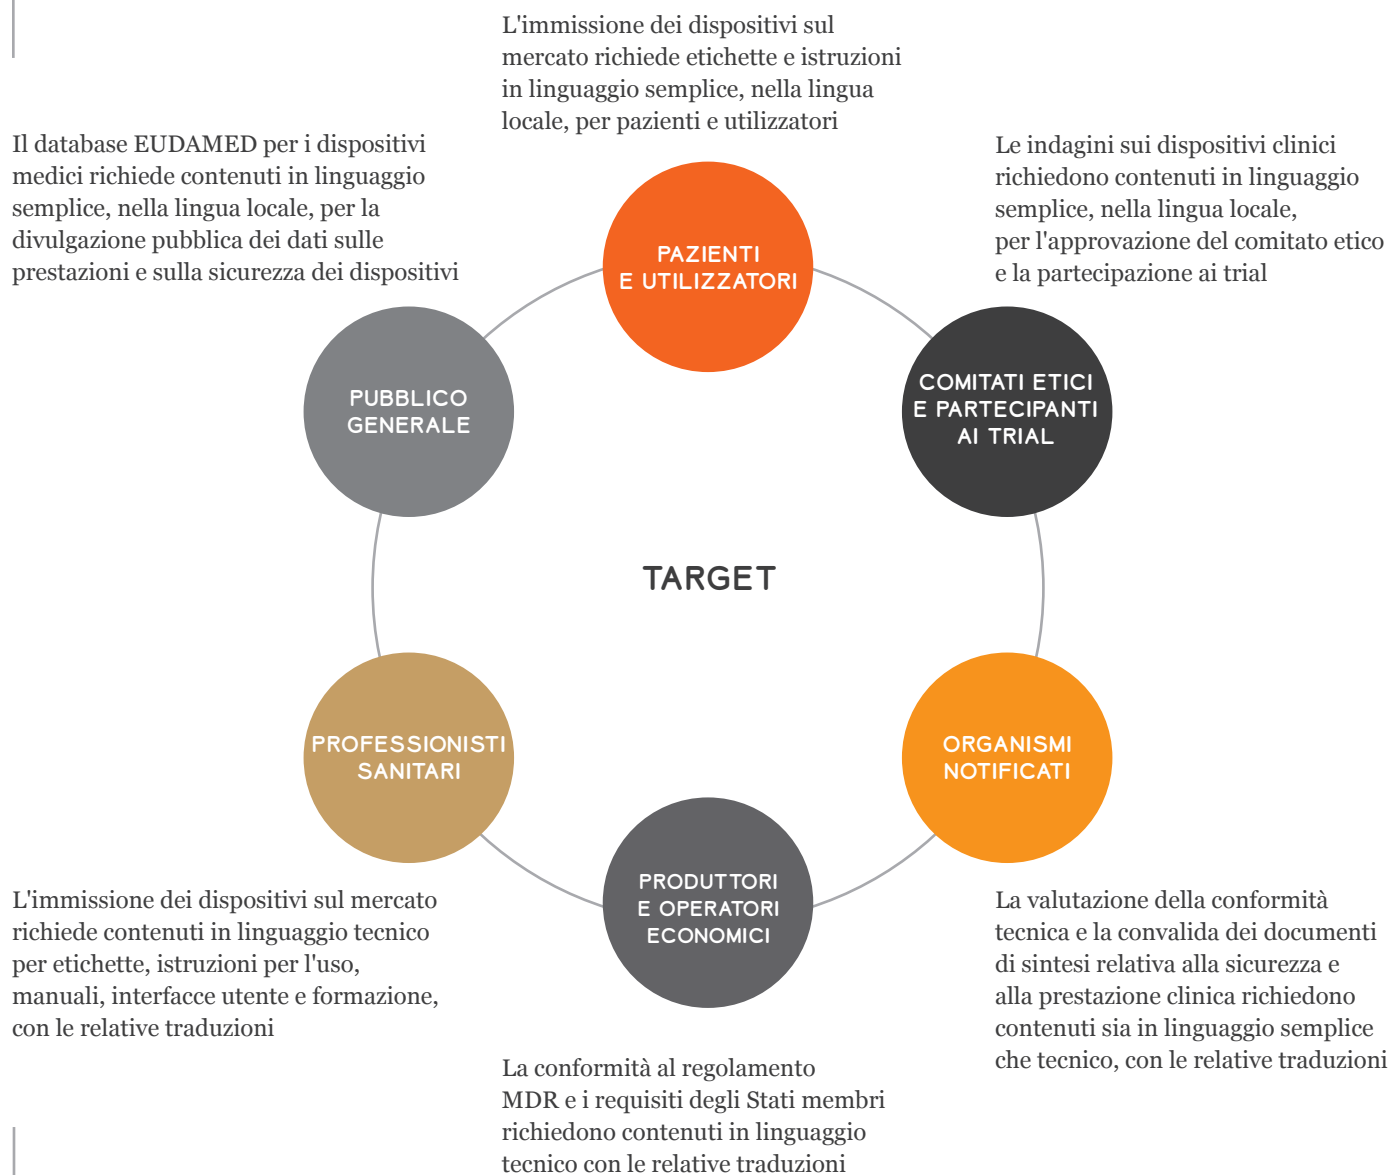 L'immissione dei dispositivi sul
mercato richiede etichette e istruzioni
in linguaggio semplice, nella lingua
locale, per pazienti e utilizzatori
Il database EUDAMED per i dispositivi
medici richiede contenuti in linguaggio
semplice, nella lingua locale, per la
divulgazione pubblica dei dati sulle
prestazioni e sulla sicurezza dei dispositivi
Le indagini sui dispositivi clinici
richiedono contenuti in linguaggio
semplice, nella lingua locale,
per l'approvazione del comitato etico
e la partecipazione ai trial
PAZIENTI
E UTILIZZATORI
PUBBLICO
GENERALE
COMITATI ETICI
E PARTECIPANTI
AI TRIAL
TARGET
PROFESSIONISTI
SANITARI
ORGANISMI
NOTIFICATI
PRODUTTORI
E OPERATORI
ECONOMICI
L'immissione dei dispositivi sul mercato
richiede contenuti in linguaggio tecnico
per etichette, istruzioni per l'uso,
manuali, interfacce utente e formazione,
con le relative traduzioni
La valutazione della conformità
tecnica e la convalida dei documenti
di sintesi relativa alla sicurezza e
alla prestazione clinica richiedono
contenuti sia in linguaggio semplice
che tecnico, con le relative traduzioni
La conformità al regolamento
MDR e i requisiti degli Stati membri
richiedono contenuti in linguaggio
tecnico con le relative traduzioni